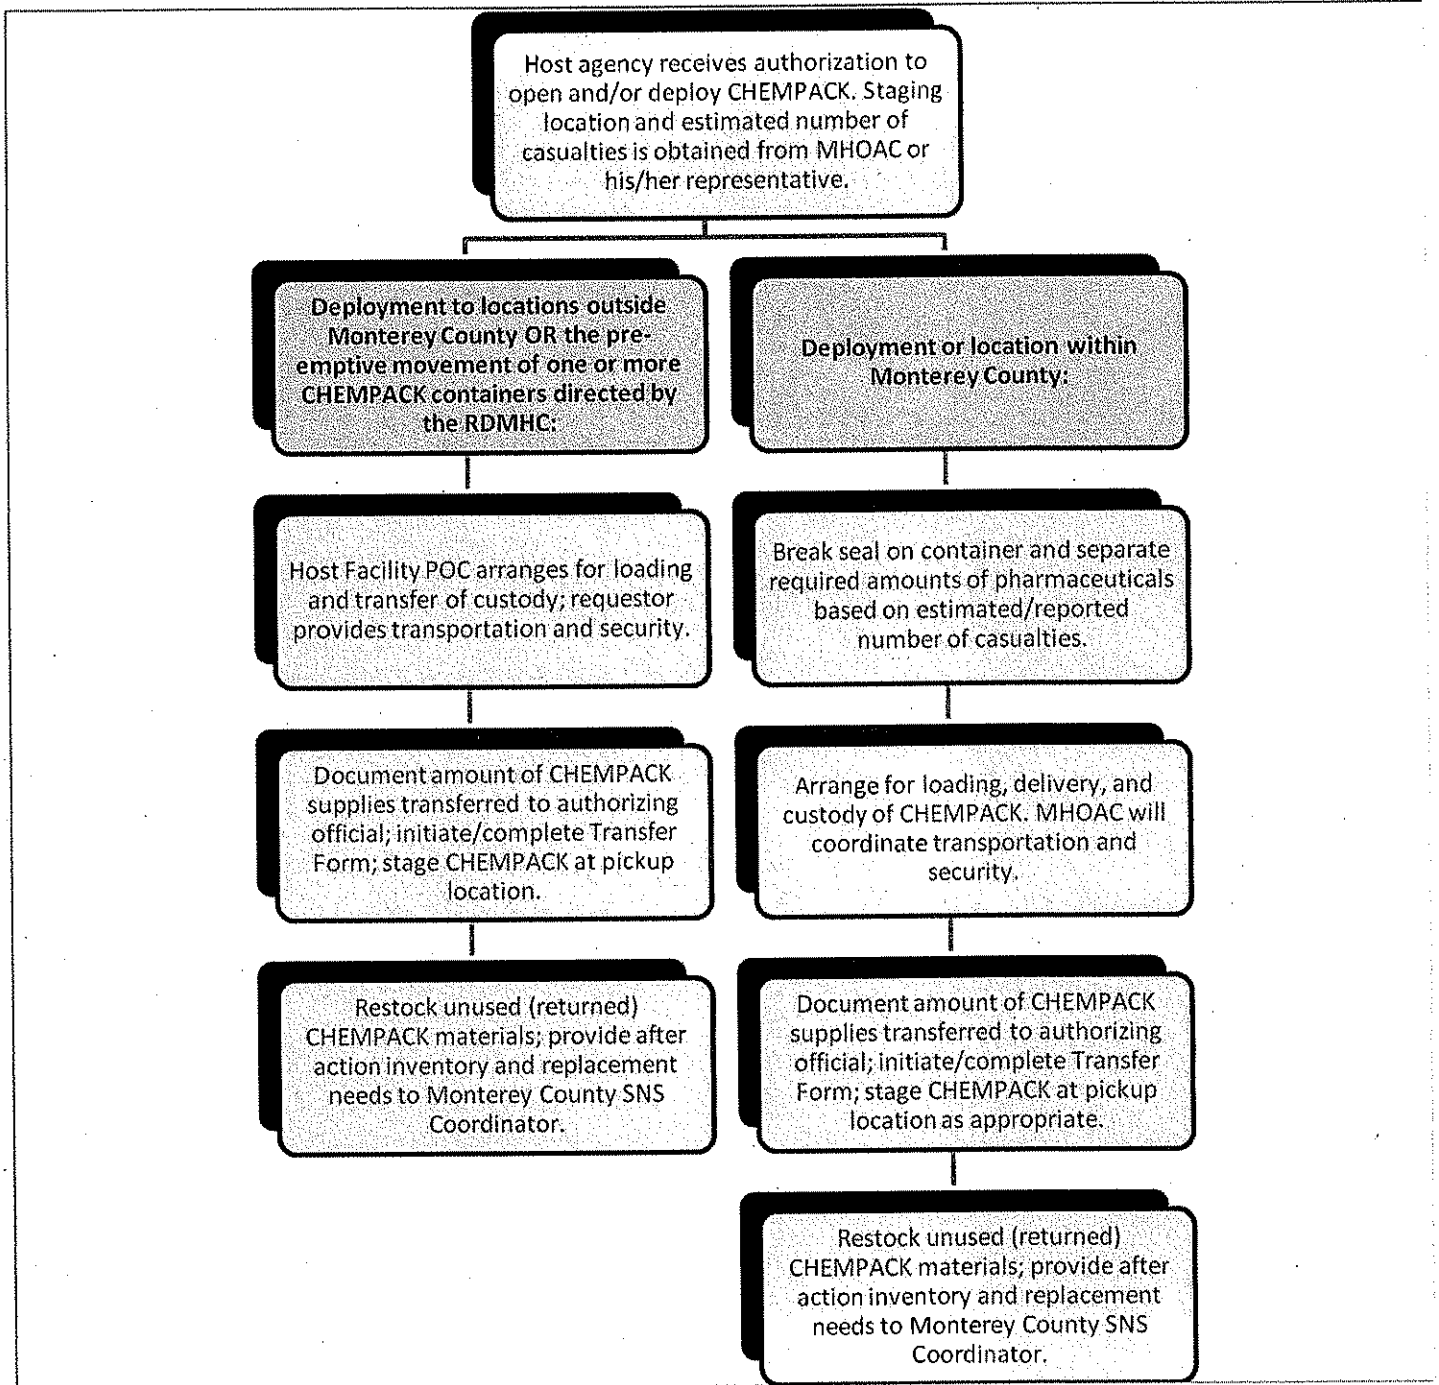 Host agency receives authorization to
open and/or deploy CHEMPACK. Staging
location and estimated number of
casualties is obtained from MHOAC or
his/her representative.
Deployment to locations outside
Monterey County OR the pre-
emptive movement of one or more
CHEMPACK containers directed by
the RDMHC:
Host Facility POC arranges for loading
and transfer of custody; requestor
provides transportation and security.
Document amount of CHEMPACK
supplies transferred to authorizing
official; initiate/complete Transfer
Form; stage CHEMPACK at pickup
location.
Restock unused (returned)
CHEMPACK materials; provide after
action inventory and replacement
needs to Monterey County SNS
Coordinator.
Deployment or location within
Monterey County:
Break seal on container and separate
required amounts of pharmaceuticals
based on estimated/reported
number of casualties.
Arrange for loading, delivery, and
custody of CHEMPACK. MHOAC will
coordinate transportation and
security.
Document amount of CHEMPACK
supplies transferred to authorizing
official; initiate/complete Transfer
Form; stage CHEMPACK at pickup
location as appropriate.
Restock unused (returned)
CHEMPACK materials; provide after
action inventory and replacement
needs to Monterey County SNS
Coordinator.